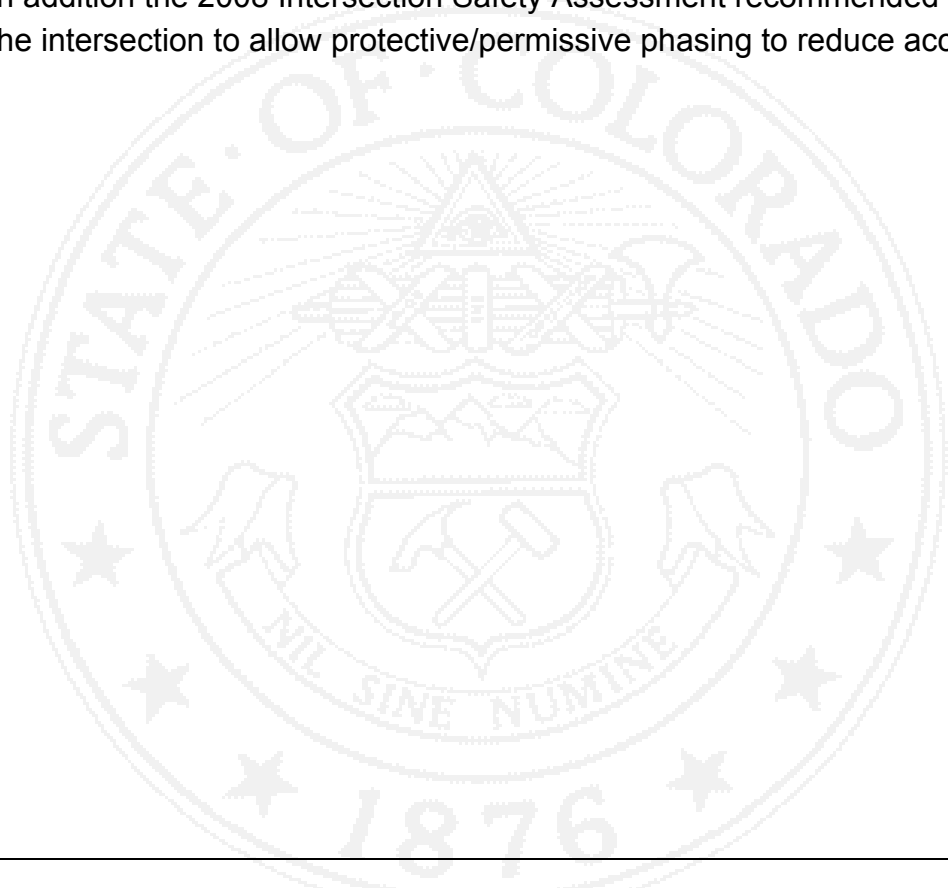 addition the 2008 Intersection Safety Assessment recommended
he intersection to allow protective/permissive phasing to reduce
STATE · OF · COLORADO
NIL SINE NUMINE
1876